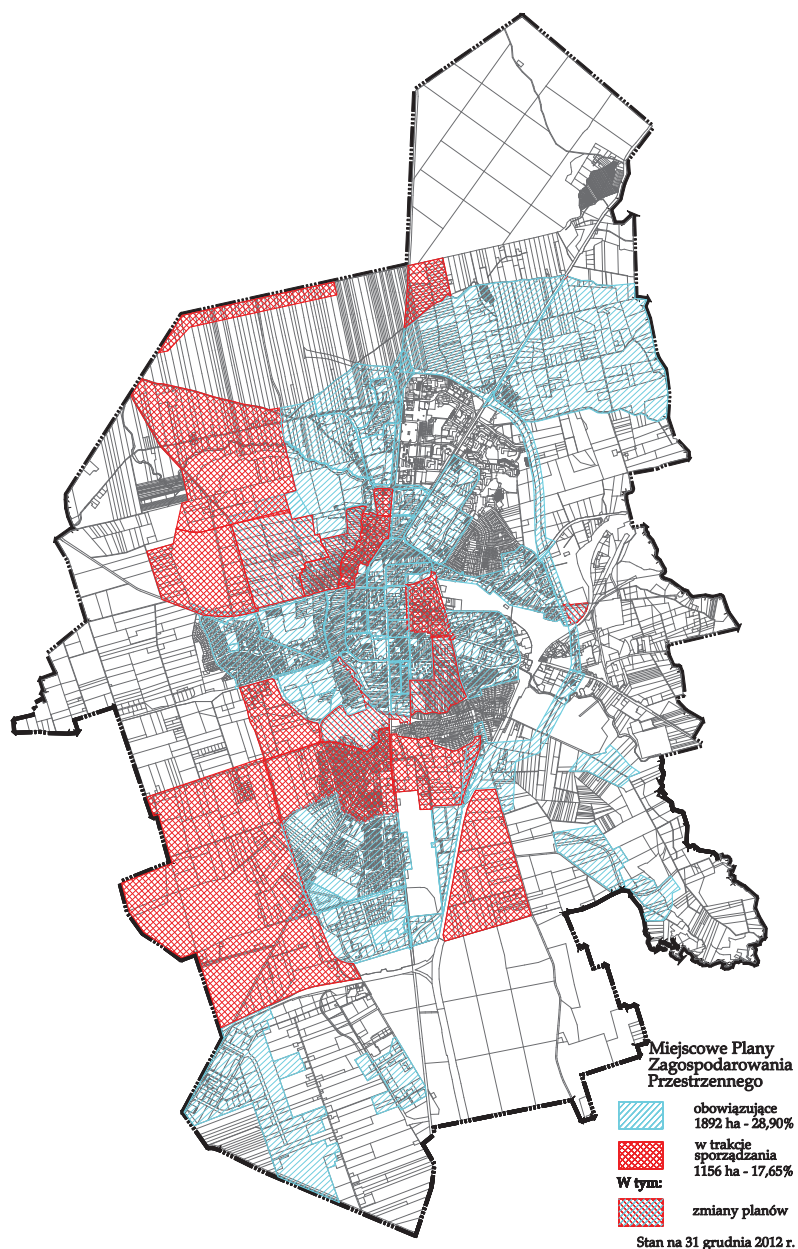 Miejscowe Plany
Zagospodarowania
Przestrzennego
obowiązujące
1892 ha - 28,90%
w trakcie
sporządzania
1156 ha - 17,65%
W tym:
zmiany planów
Stan na 31 grudnia 2012 r.